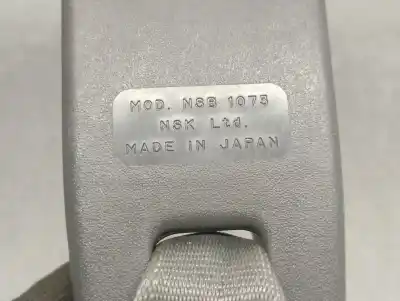 MOD. NSB 1073
NSK Ltd.
MADE IN JAPAN